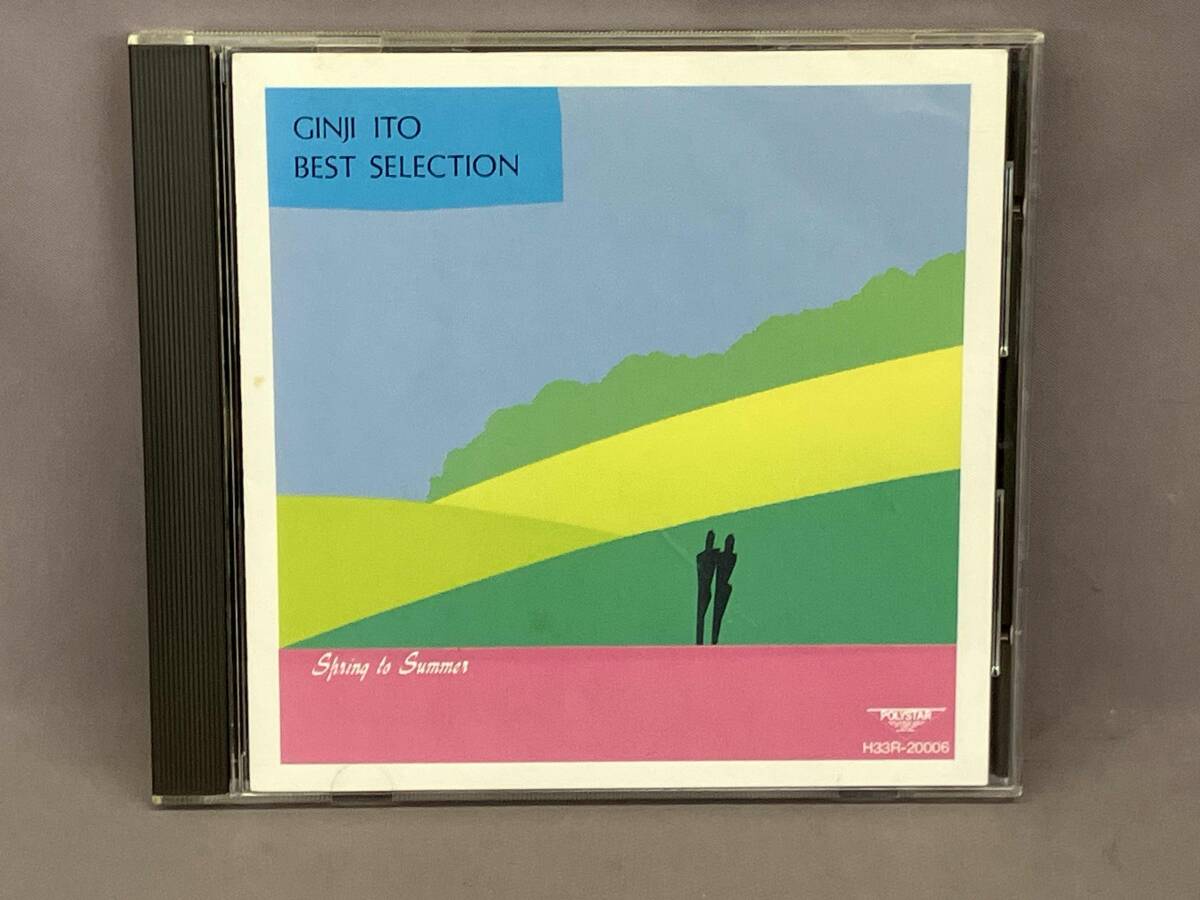 GINJI ITO
BEST SELECTION
Spring to Summer
POLYSTAR
H33R-20006